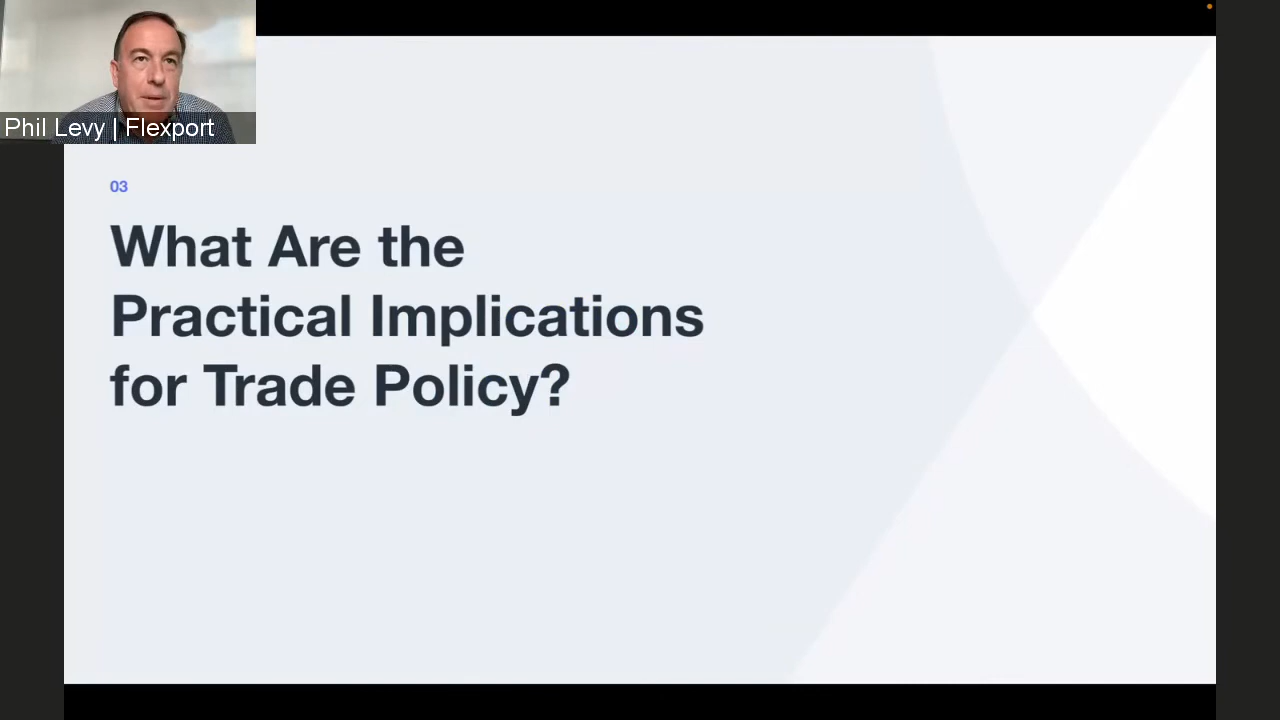 Phil Levy | Flexport
03
What Are the
Practical Implications
for Trade Policy?